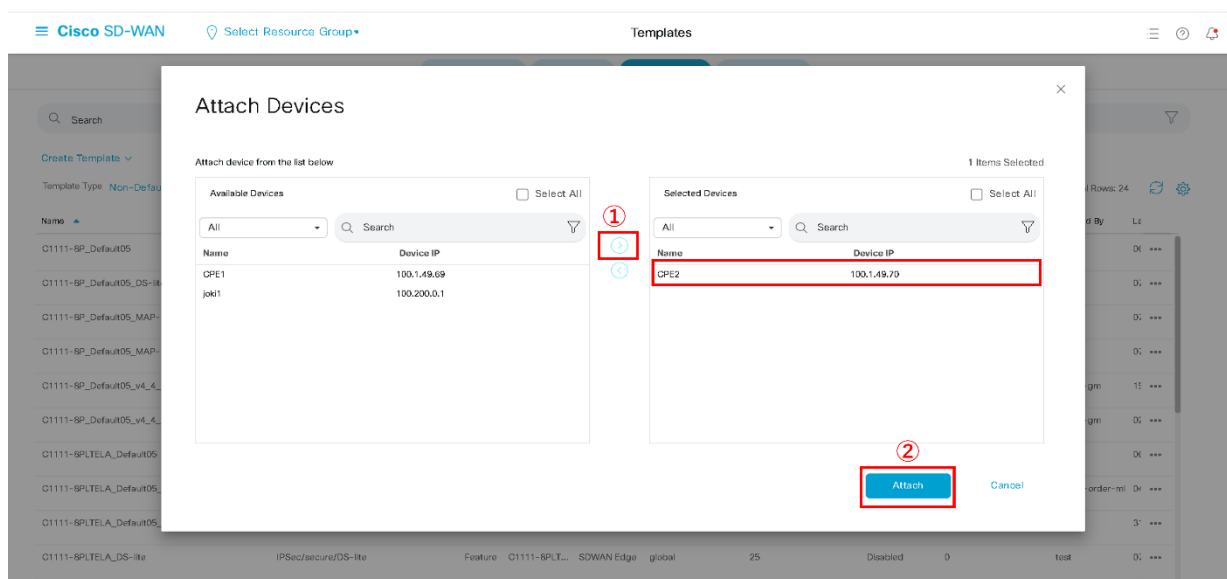 Cisco SD-WAN
Select Resource Group
Templates
Search
Create Template
Template Type Non-Defau
l Rows: 24
Name
d By
La
C1111-8P_Default05
C1111-8P_Default05_DS-lit
C1111-8P_Default05_MAP-
C1111-8P_Default05_MAP-
C1111-8P_Default05_v4_4_
-gm
C1111-8P_Default05_v4_4_
-gm
C1111-8PLTELA_Default05
C1111-8PLTELA_Default05_
-order-ml
C1111-8PLTELA_Default05_
C1111-8PLTELA_DS-lite IPSec/secure/DS-lite Feature C1111-8PLT... SDWAN Edge global 25 Disabled 0 test
Attach Devices
Attach device from the list below
1 Items Selected
Available Devices
Select All
All
Search
Name Device IP
CPE1 100.1.49.69
joki1 100.200.0.1
①
Selected Devices
Select All
All
Search
Name Device IP
CPE2 100.1.49.70
②
Attach
Cancel